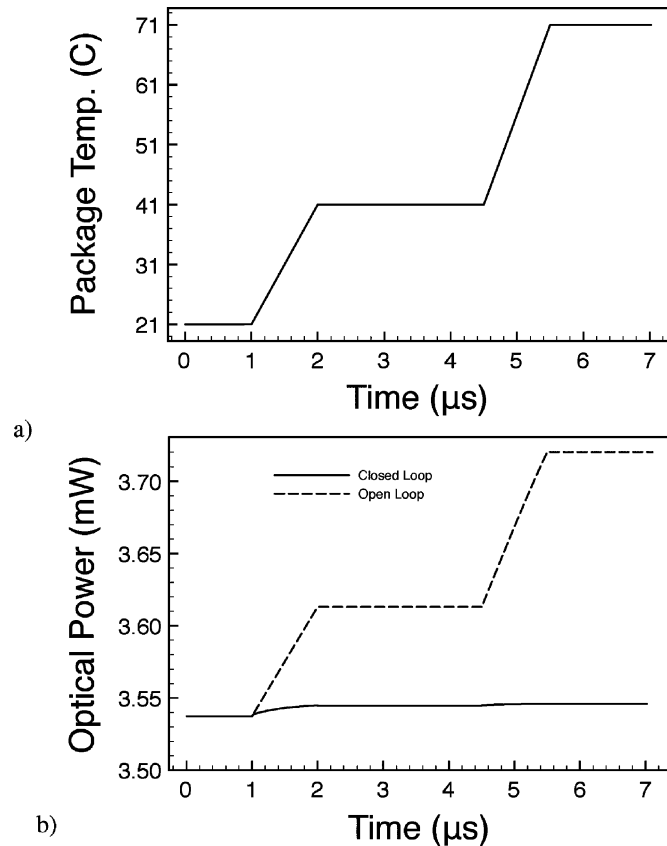 71
61
51
41
31
21
Package Temp. (C)
0 1 2 3 4 5 6 7
Time (µs)
a)
3.70
3.65
3.60
3.55
3.50
Optical Power (mW)
Closed Loop
Open Loop
0 1 2 3 4 5 6 7
Time (µs)
b)